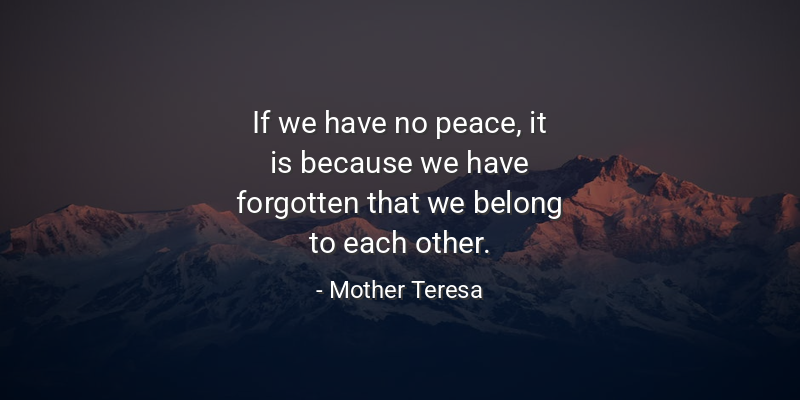 If we have no peace, it
is because we have
forgotten that we belong
to each other.
- Mother Teresa